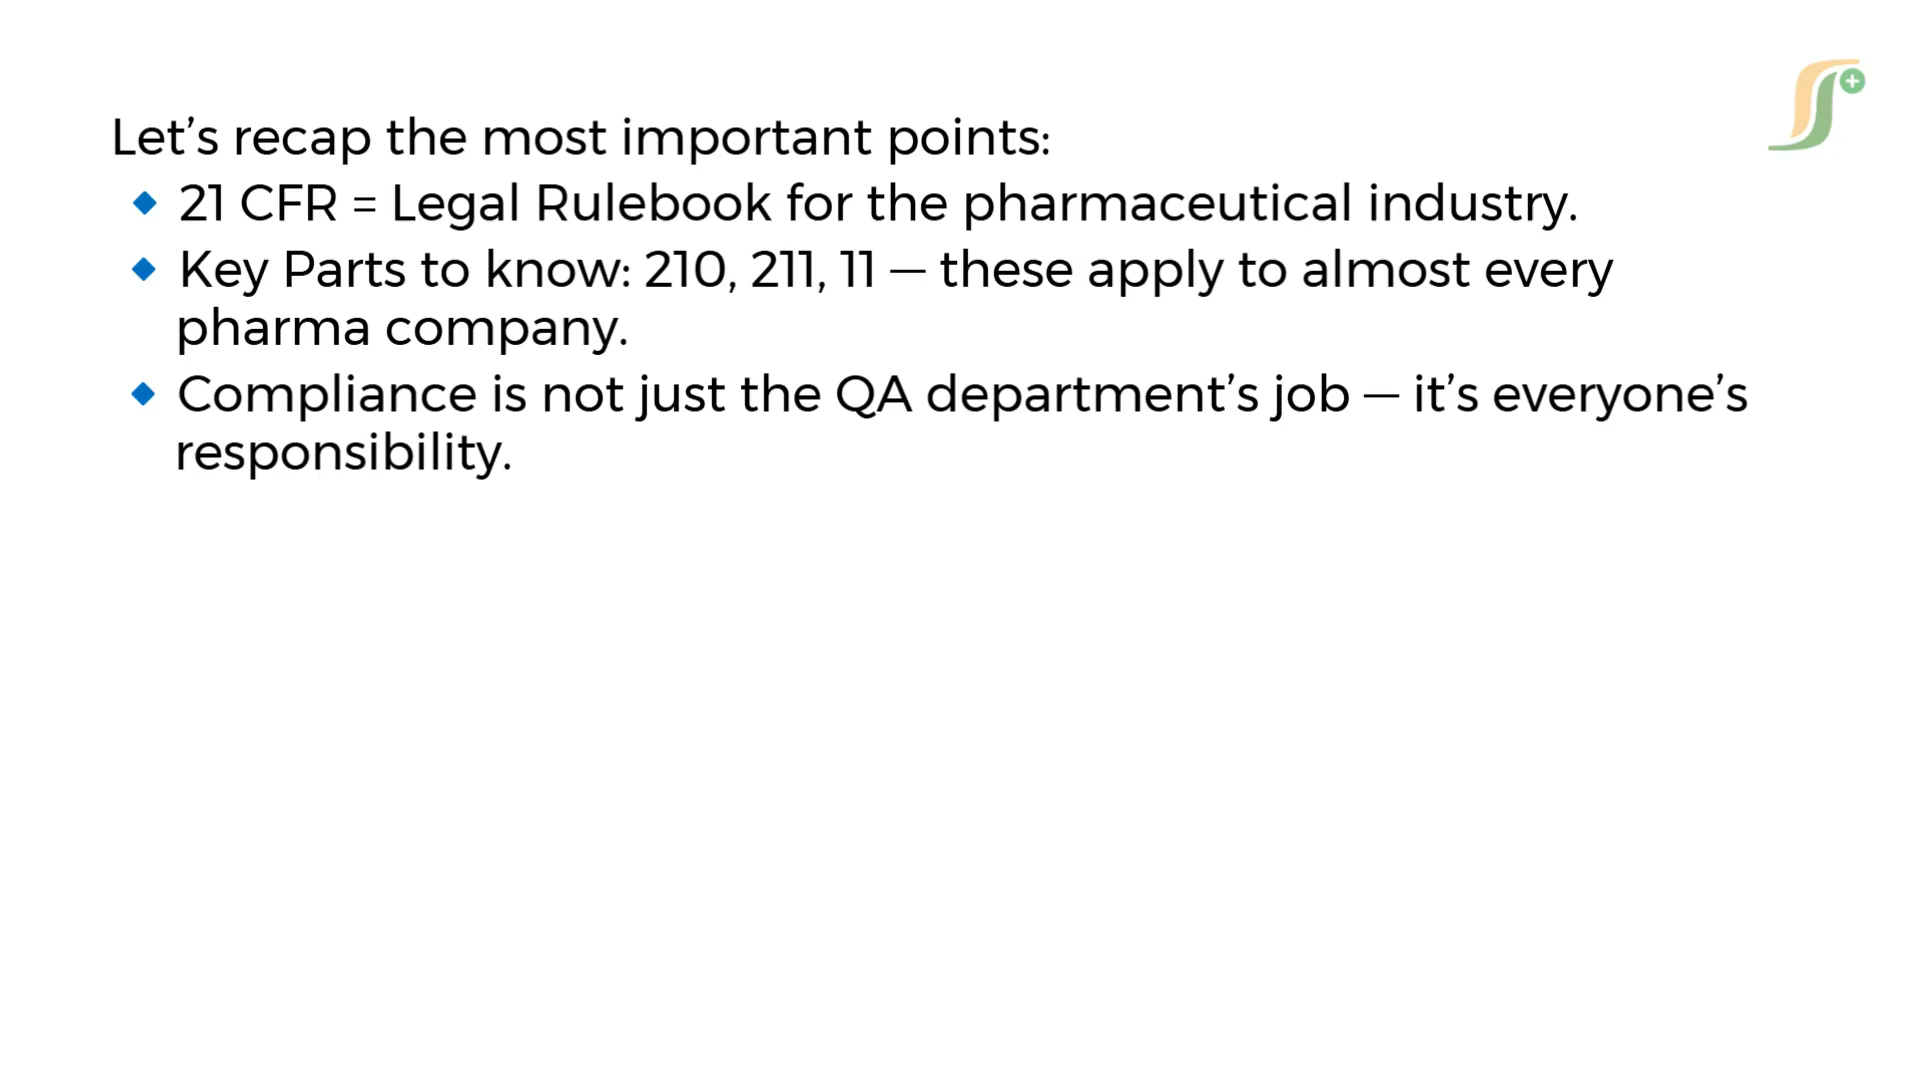 Let’s recap the most important points:
🔹 21 CFR = Legal Rulebook for the pharmaceutical industry.
🔹 Key Parts to know: 210, 211, 11 — these apply to almost every
pharma company.
🔹 Compliance is not just the QA department’s job — it’s everyone’s
responsibility.